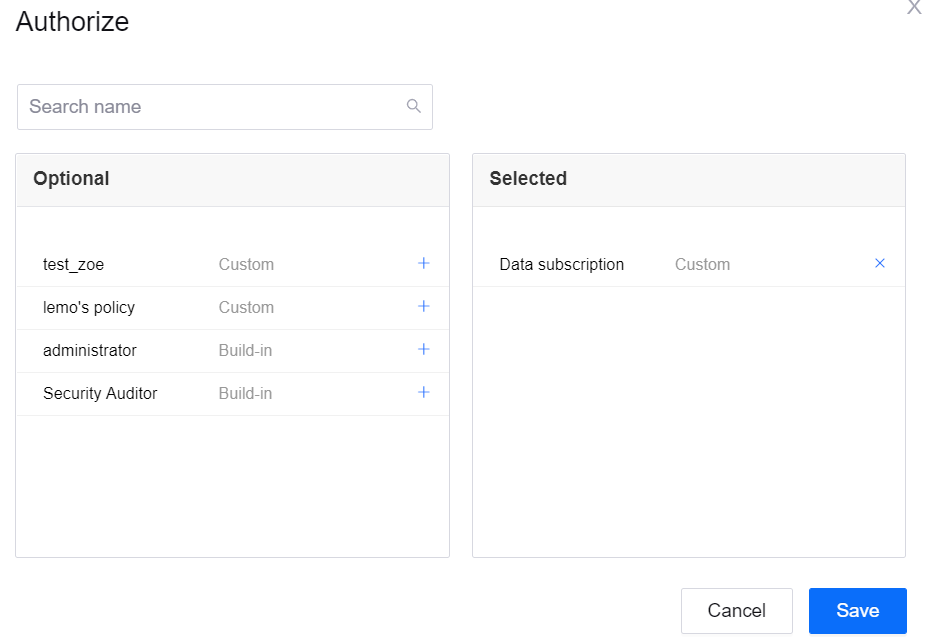 Authorize
X
Search name
Optional
test_zoe Custom +
lemo's policy Custom +
administrator Build-in +
Security Auditor Build-in +
Selected
Data subscription Custom ×
Cancel Save